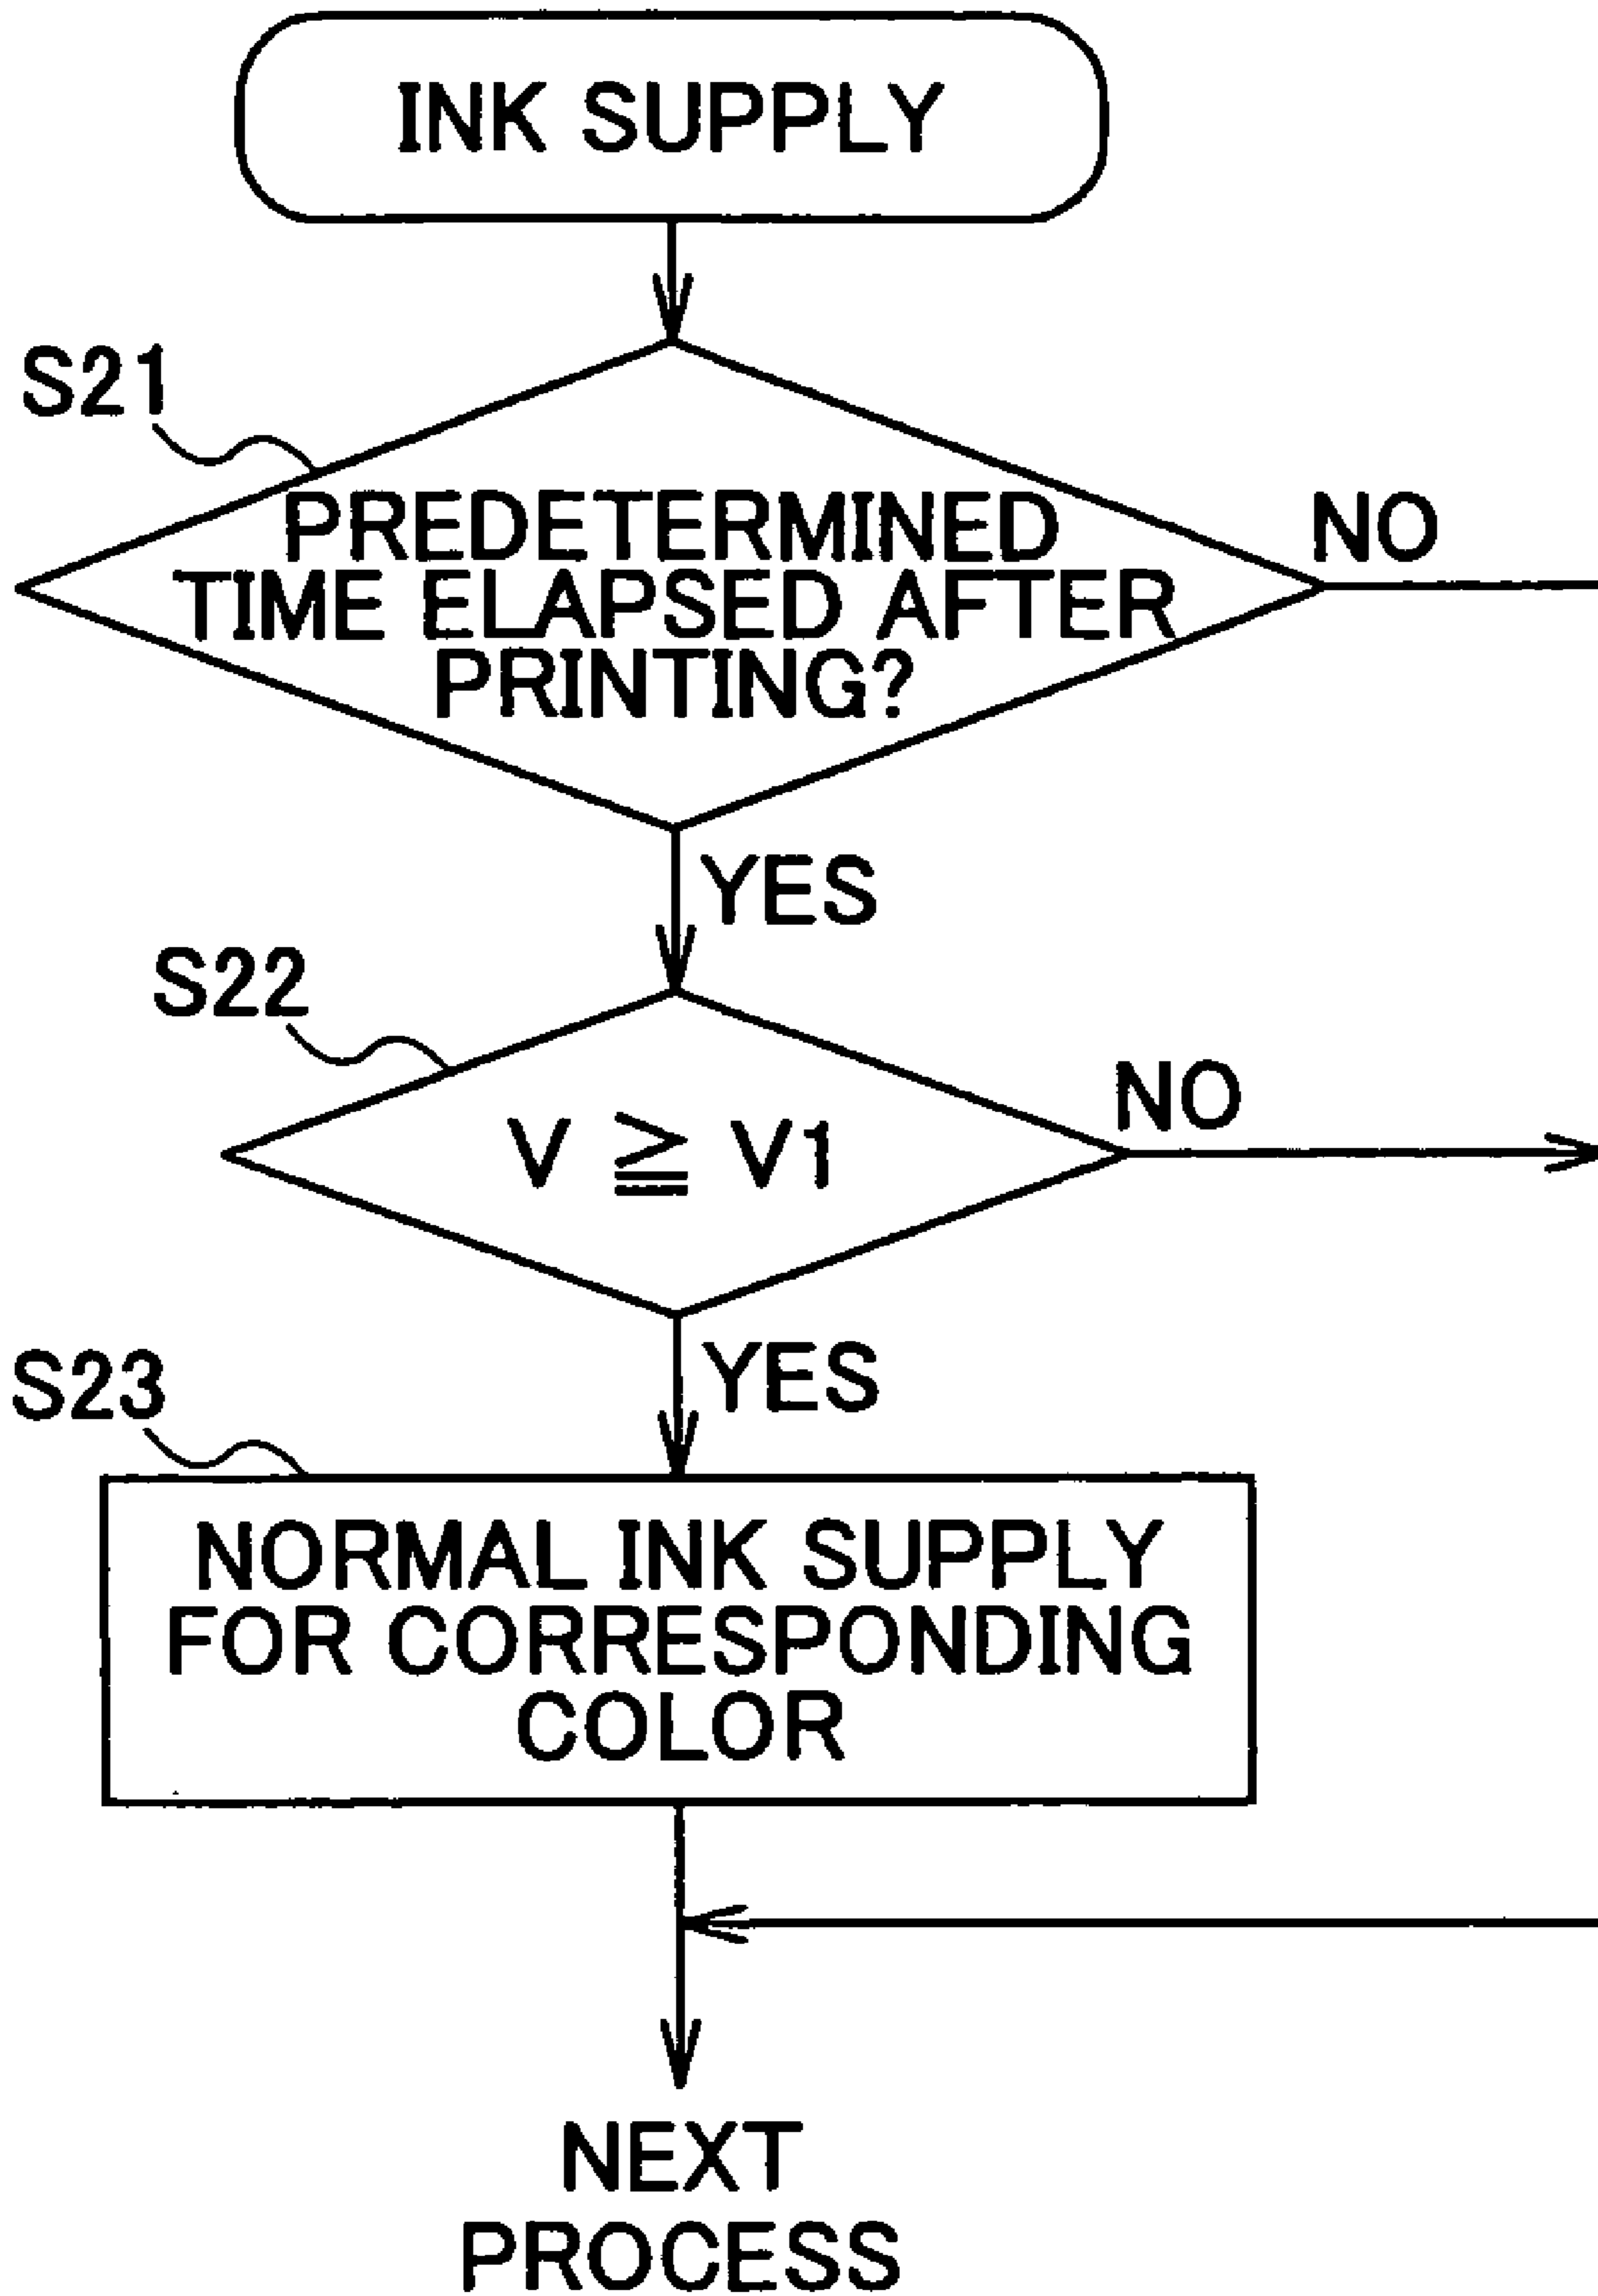 INK SUPPLY
S21
PREDETERMINED
TIME ELAPSED AFTER
PRINTING?
NO
YES
S22
V ≧ V1
NO
YES
S23
NORMAL INK SUPPLY
FOR CORRESPONDING
COLOR
NEXT
PROCESS